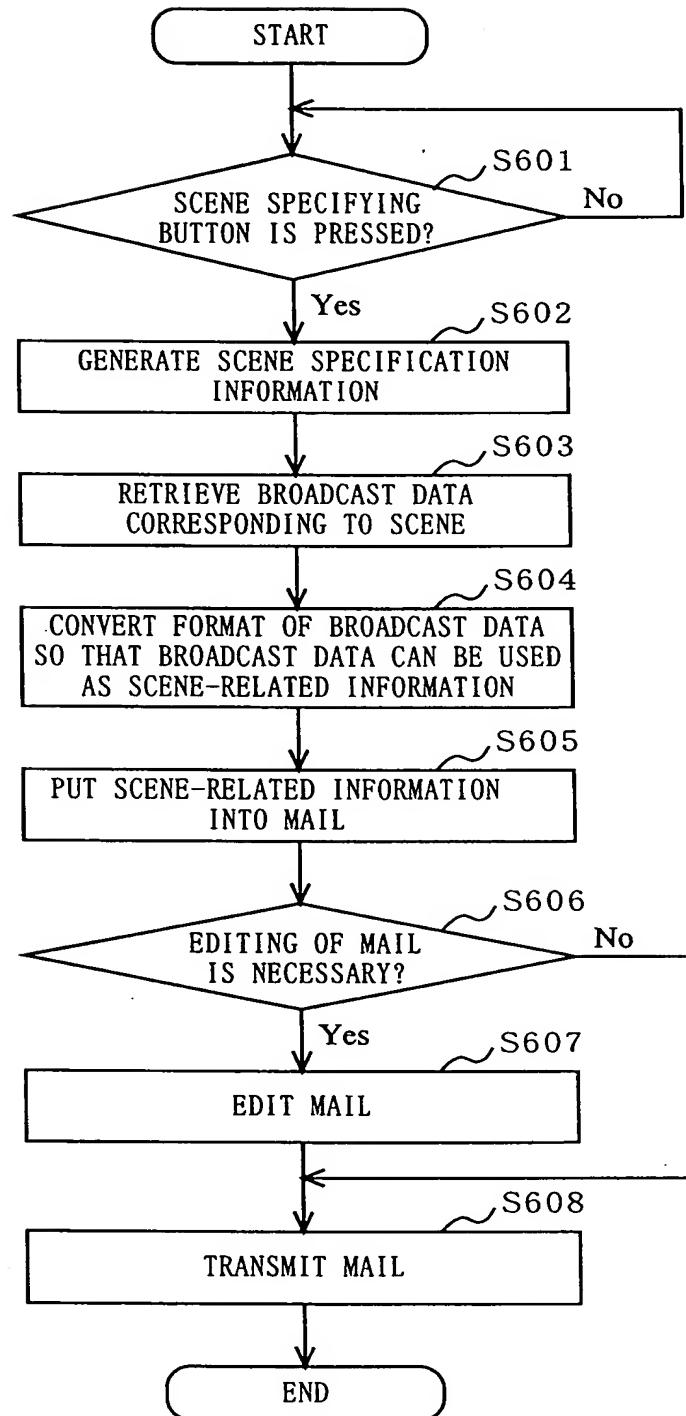 START
S601
SCENE SPECIFYING
BUTTON IS PRESSED?
No
Yes
S602
GENERATE SCENE SPECIFICATION
INFORMATION
S603
RETRIEVE BROADCAST DATA
CORRESPONDING TO SCENE
S604
CONVERT FORMAT OF BROADCAST DATA
SO THAT BROADCAST DATA CAN BE USED
AS SCENE-RELATED INFORMATION
S605
PUT SCENE-RELATED INFORMATION
INTO MAIL
S606
EDITING OF MAIL
IS NECESSARY?
No
Yes
S607
EDIT MAIL
S608
TRANSMIT MAIL
END